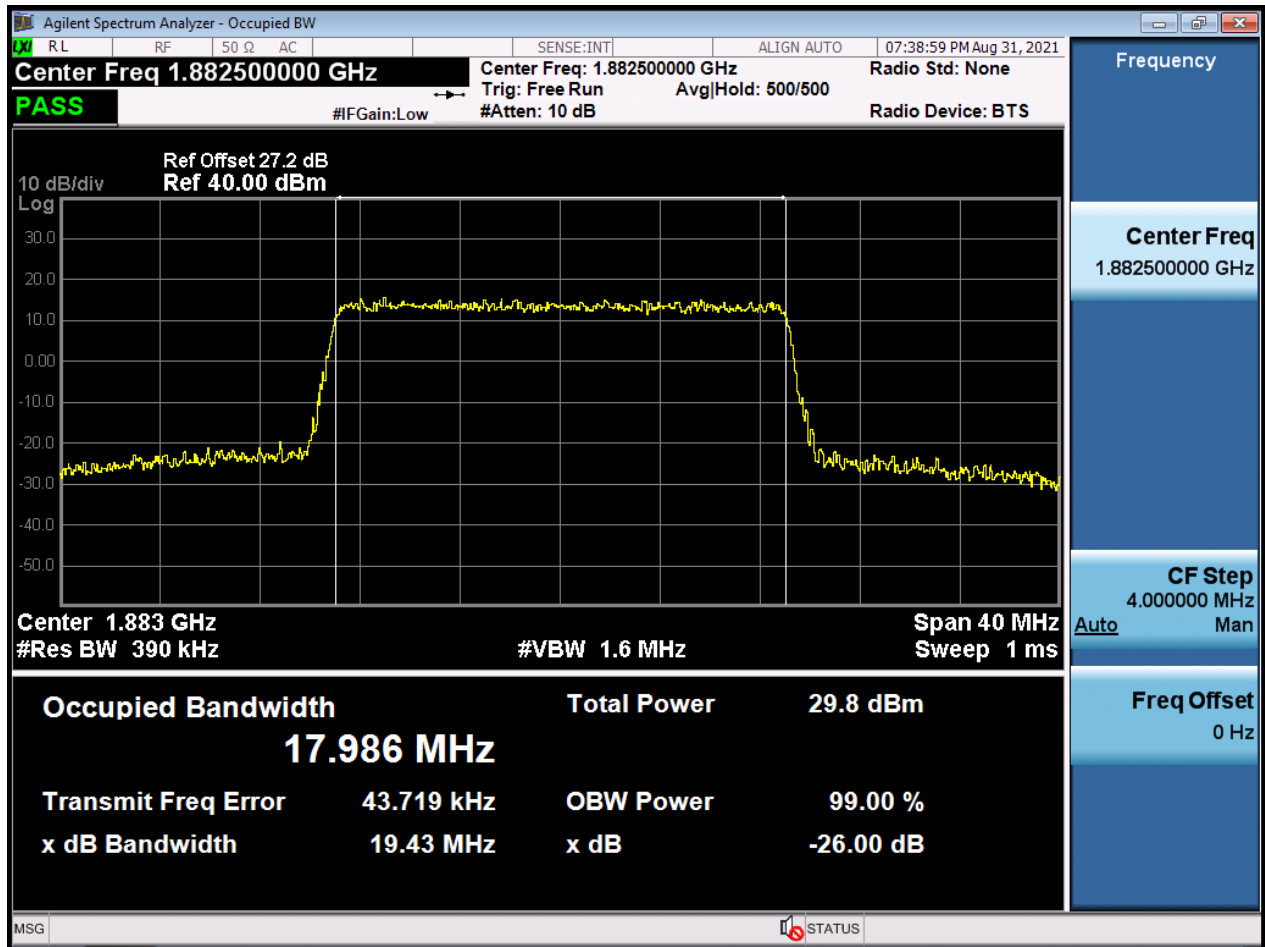 Agilent Spectrum Analyzer - Occupied BW
LXI RL RF 50 Ω AC SENSE:INT ALIGN AUTO 07:38:59 PM Aug 31, 2021
Center Freq 1.882500000 GHz
Center Freq: 1.882500000 GHz
Radio Std: None
Trig: Free Run Avg|Hold: 500/500
PASS
#IFGain:Low
#Atten: 10 dB
Radio Device: BTS
Frequency
Ref Offset 27.2 dB
10 dB/div Ref 40.00 dBm
Log
30.0
20.0
10.0
0.00
-10.0
-20.0
-30.0
-40.0
-50.0
Center 1.883 GHz Span 40 MHz
#Res BW 390 kHz #VBW 1.6 MHz Sweep 1 ms
Center Freq
1.882500000 GHz
CF Step
4.000000 MHz
Auto Man
Freq Offset
0 Hz
Occupied Bandwidth Total Power 29.8 dBm
17.986 MHz
Transmit Freq Error 43.719 kHz OBW Power 99.00 %
x dB Bandwidth 19.43 MHz x dB -26.00 dB
MSG STATUS